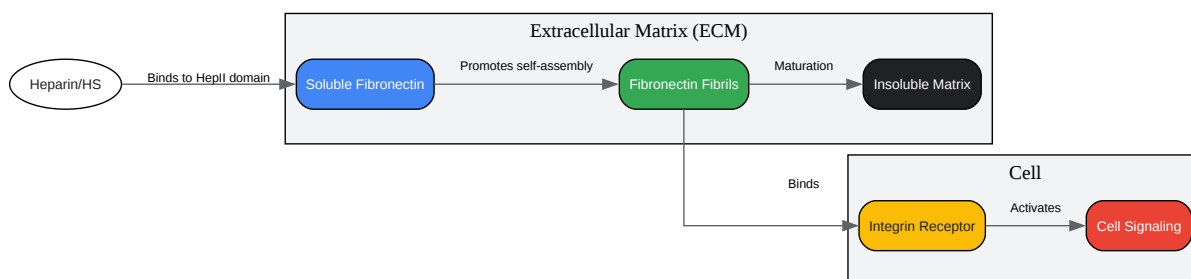 Extracellular Matrix (ECM)
Heparin/HS
Binds to HepII domain
Soluble Fibronectin
Promotes self-assembly
Fibronectin Fibrils
Maturation
Insoluble Matrix
Cell
Binds
Integrin Receptor
Activates
Cell Signaling